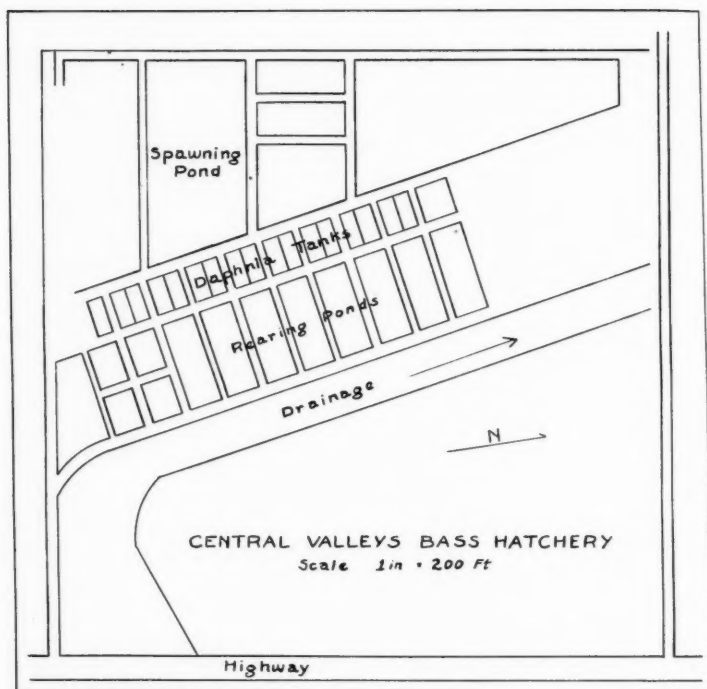 Spawning
Pond
Daphnia Tanks
Rearing Ponds
Drainage
N
CENTRAL VALLEYS BASS HATCHERY
Scale 1in = 200 Ft
Highway